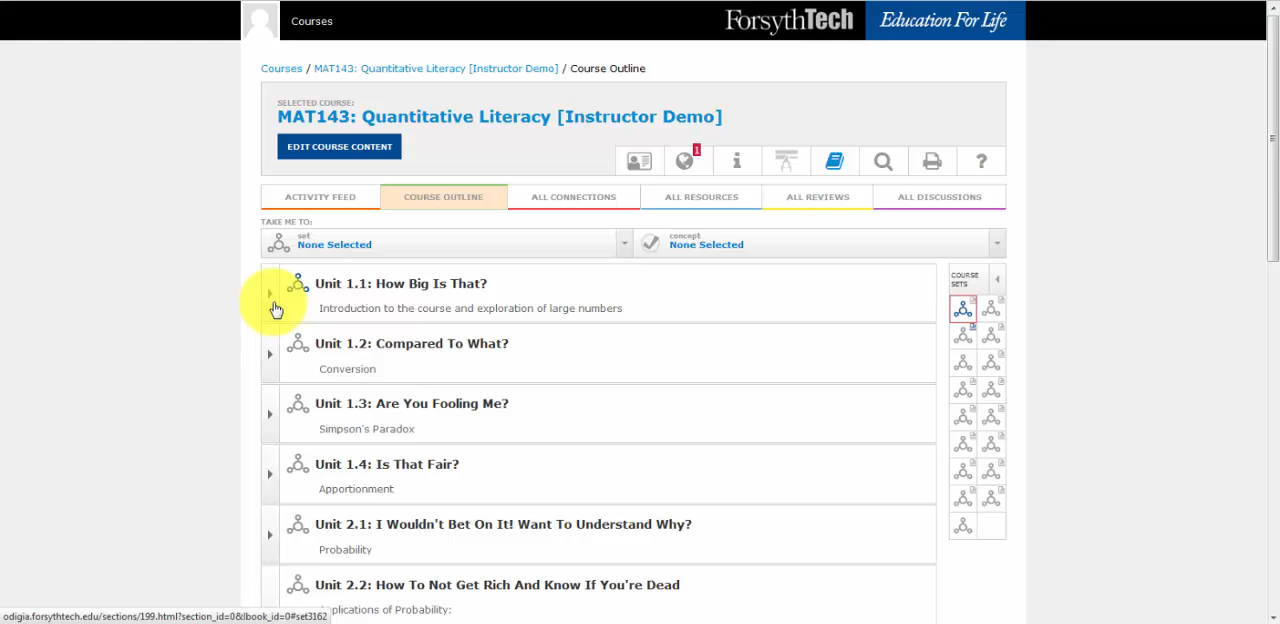 Courses
ForsythTech
Education For Life
Courses / MAT143: Quantitative Literacy [Instructor Demo] / Course Outline
SELECTED COURSE:
MAT143: Quantitative Literacy [Instructor Demo]
EDIT COURSE CONTENT
1
i
?
ACTIVITY FEED
COURSE OUTLINE
ALL CONNECTIONS
ALL RESOURCES
ALL REVIEWS
ALL DISCUSSIONS
TAKE ME TO:
set
None Selected
concept
None Selected
COURSE
SETS
Unit 1.1: How Big Is That?
Introduction to the course and exploration of large numbers
Unit 1.2: Compared To What?
Conversion
Unit 1.3: Are You Fooling Me?
Simpson's Paradox
Unit 1.4: Is That Fair?
Apportionment
Unit 2.1: I Wouldn't Bet On It! Want To Understand Why?
Probability
Unit 2.2: How To Not Get Rich And Know If You're Dead
plications of Probability:
odigia.forsythtech.edu/sections/199.html?section_id=0&lbook_id=0#set3162